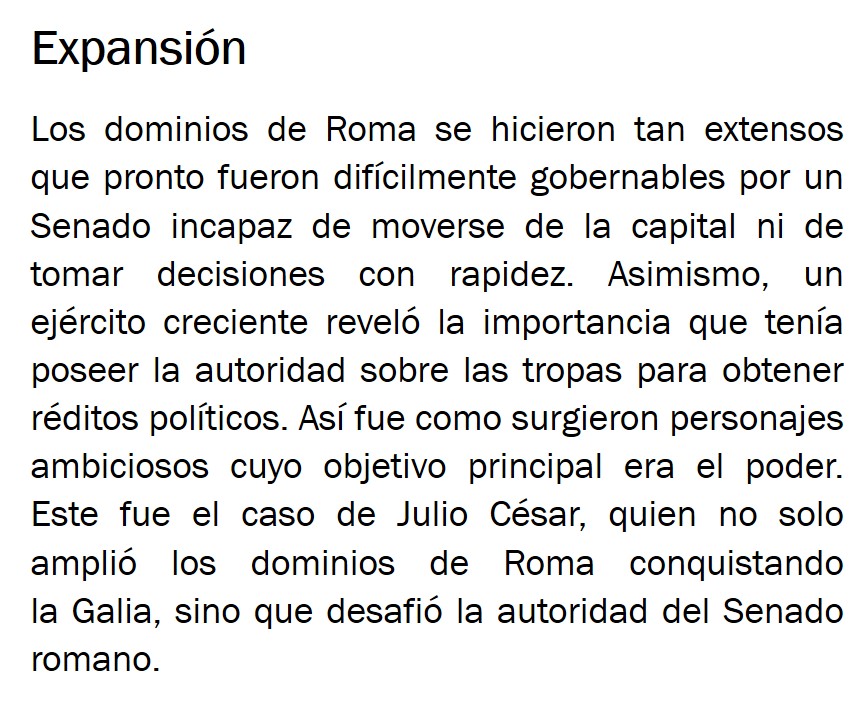 Expansión
Los dominios de Roma se hicieron tan extensos
que pronto fueron difícilmente gobernables por un
Senado incapaz de moverse de la capital ni de
tomar decisiones con rapidez. Asimismo, un
ejército creciente reveló la importancia que tenía
poseer la autoridad sobre las tropas para obtener
réditos políticos. Así fue como surgieron personajes
ambiciosos cuyo objetivo principal era el poder.
Este fue el caso de Julio César, quien no solo
amplió los dominios de Roma conquistando
la Galia, sino que desafió la autoridad del Senado
romano.